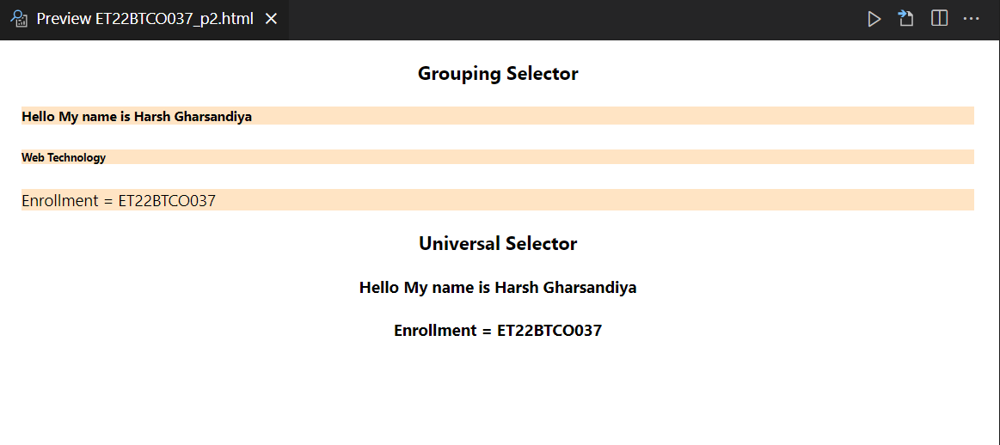 Preview ET22BTCO037_p2.html
Grouping Selector
Hello My name is Harsh Gharsandiya
Web Technology
Enrollment = ET22BTCO037
Universal Selector
Hello My name is Harsh Gharsandiya
Enrollment = ET22BTCO037